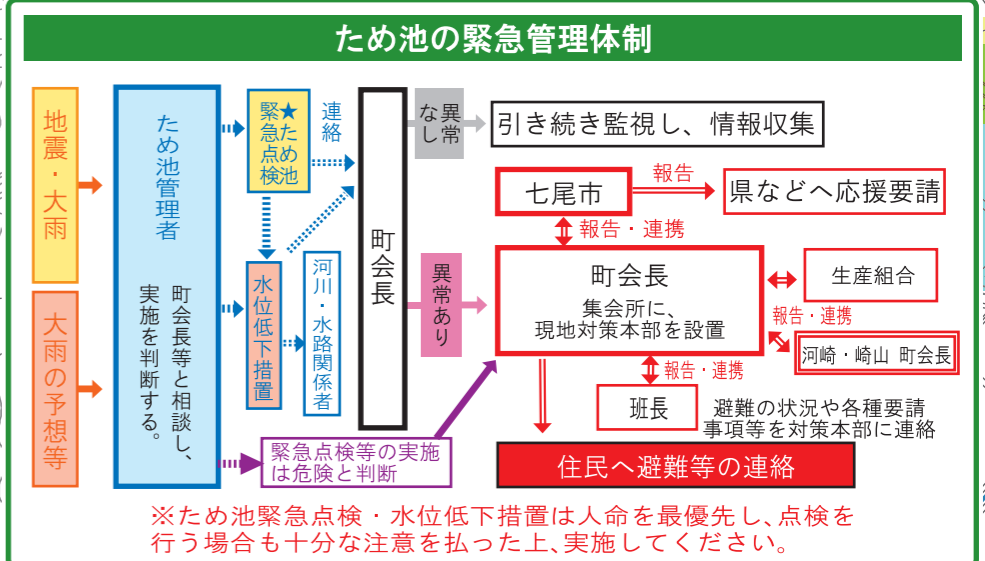 ため池の緊急管理体制
地震・大雨
大雨の予想等
ため池管理者
町会長等と相談し、
実施を判断する。
★ため池
緊急点検
連絡
水位低下措置
河川・水路関係者
緊急点検等の実施
は危険と判断
町会長
異常
なし
引き続き監視し、情報収集
異常あり
七尾市
報告
県などへ応援要請
報告・連携
町会長
集会所に、
現地対策本部を設置
生産組合
報告・連携
河崎・崎山 町会長
報告・連携
班長
避難の状況や各種要請
事項等を対策本部に連絡
住民へ避難等の連絡
※ため池緊急点検・水位低下措置は人命を最優先し、点検を
行う場合も十分な注意を払った上、実施してください。